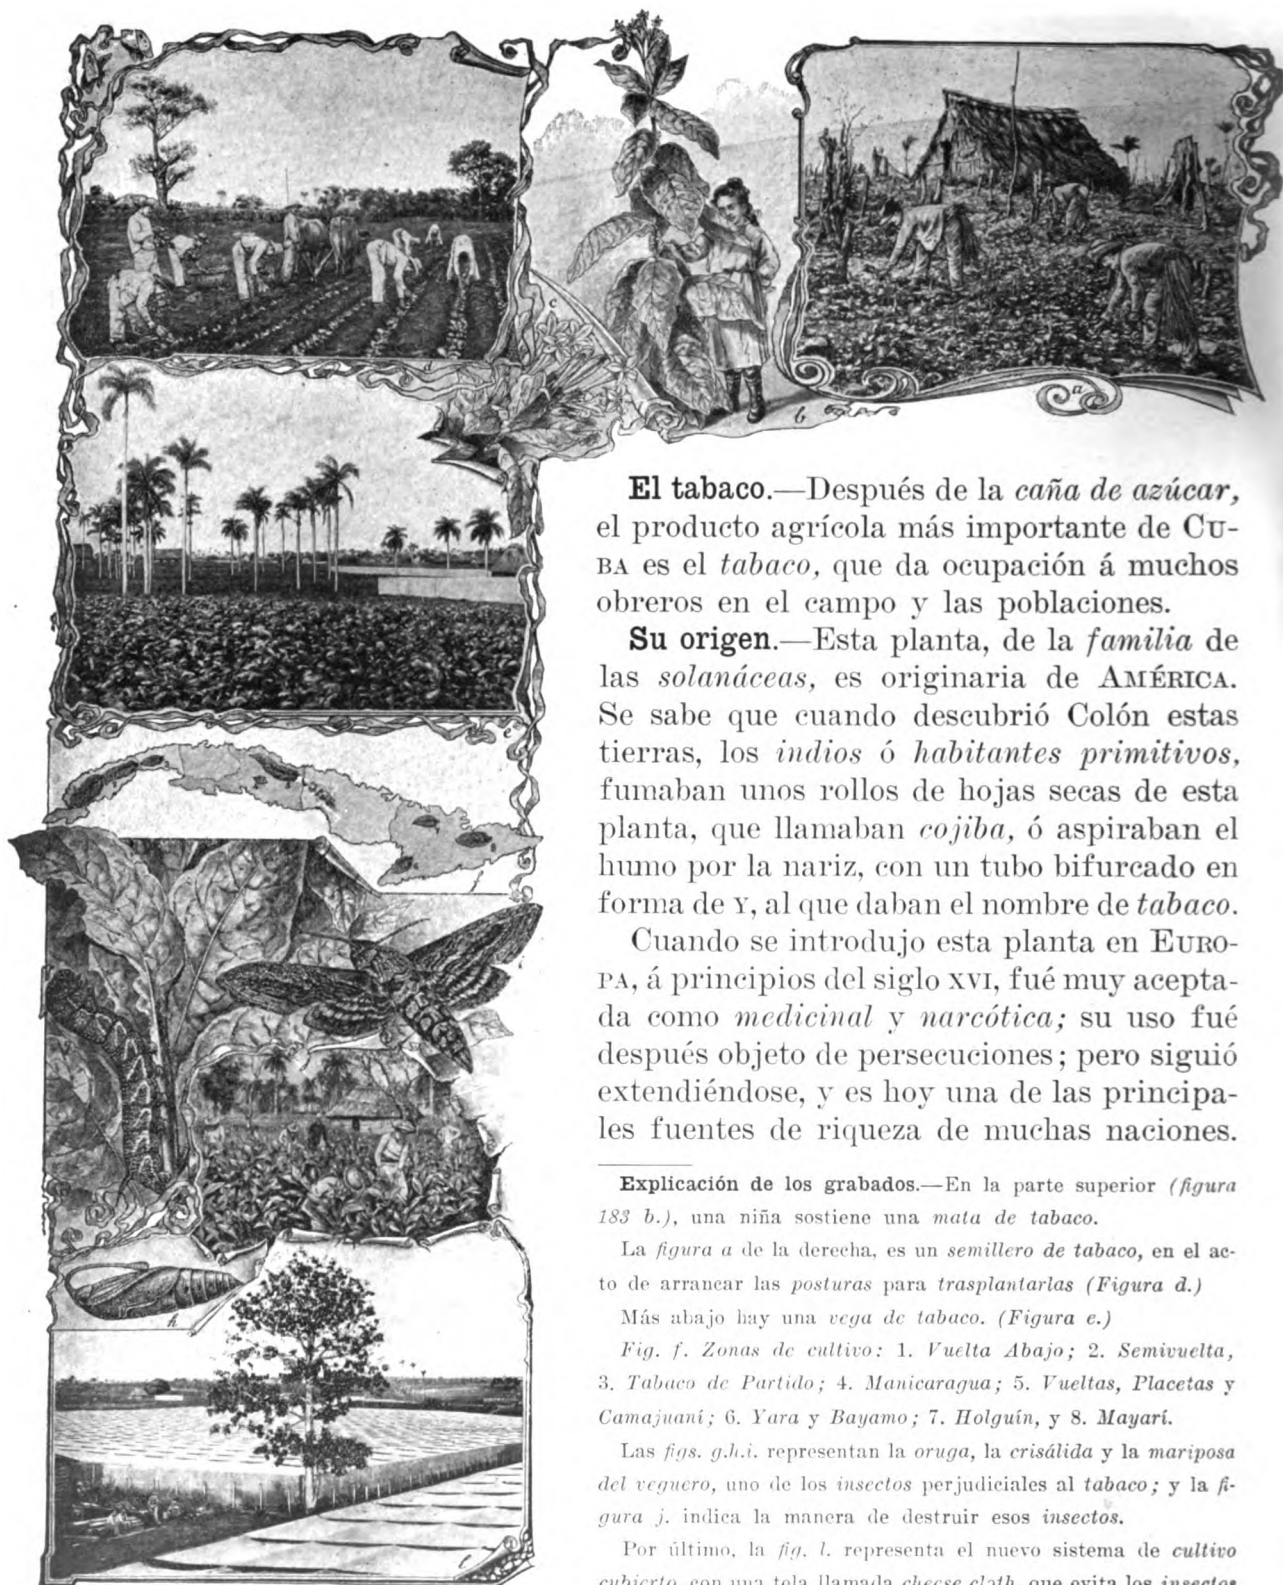 El tabaco.—Después de la caña de azúcar,
el producto agrícola más importante de CU-
BA es el tabaco, que da ocupación á muchos
obreros en el campo y las poblaciones.
Su origen.—Esta planta, de la familia de
las solanáceas, es originaria de AMÉRICA.
Se sabe que cuando descubrió Colón estas
tierras, los indios ó habitantes primitivos,
fumaban unos rollos de hojas secas de esta
planta, que llamaban cojiba, ó aspiraban el
humo por la nariz, con un tubo bifurcado en
forma de Y, al que daban el nombre de tabaco.
Cuando se introdujo esta planta en EURO-
PA, á principios del siglo XVI, fué muy acepta-
da como medicinal y narcótica; su uso fué
después objeto de persecuciones; pero siguió
extendiéndose, y es hoy una de las principa-
les fuentes de riqueza de muchas naciones.
Explicación de los grabados.—En la parte superior (figura
183 b.), una niña sostiene una mata de tabaco.
La figura a de la derecha, es un semillero de tabaco, en el ac-
to de arrancar las posturas para trasplantarlas (Figura d.)
Más abajo hay una vega de tabaco. (Figura e.)
Fig. f. Zonas de cultivo: 1. Vuelta Abajo; 2. Semivuelta,
3. Tabaco de Partido; 4. Manicaragua; 5. Vueltas, Placetas y
Camajuaní; 6. Yara y Bayamo; 7. Holguín, y 8. Mayarí.
Las figs. g.h.i. representan la oruga, la crisálida y la mariposa
del veguero, uno de los insectos perjudiciales al tabaco; y la fi-
gura j. indica la manera de destruir esos insectos.
Por último, la fig. l. representa el nuevo sistema de cultivo
cubierto, con una tela llamada cheese cloth, que evita los insectos
a
b
c
d
e
f
h
l